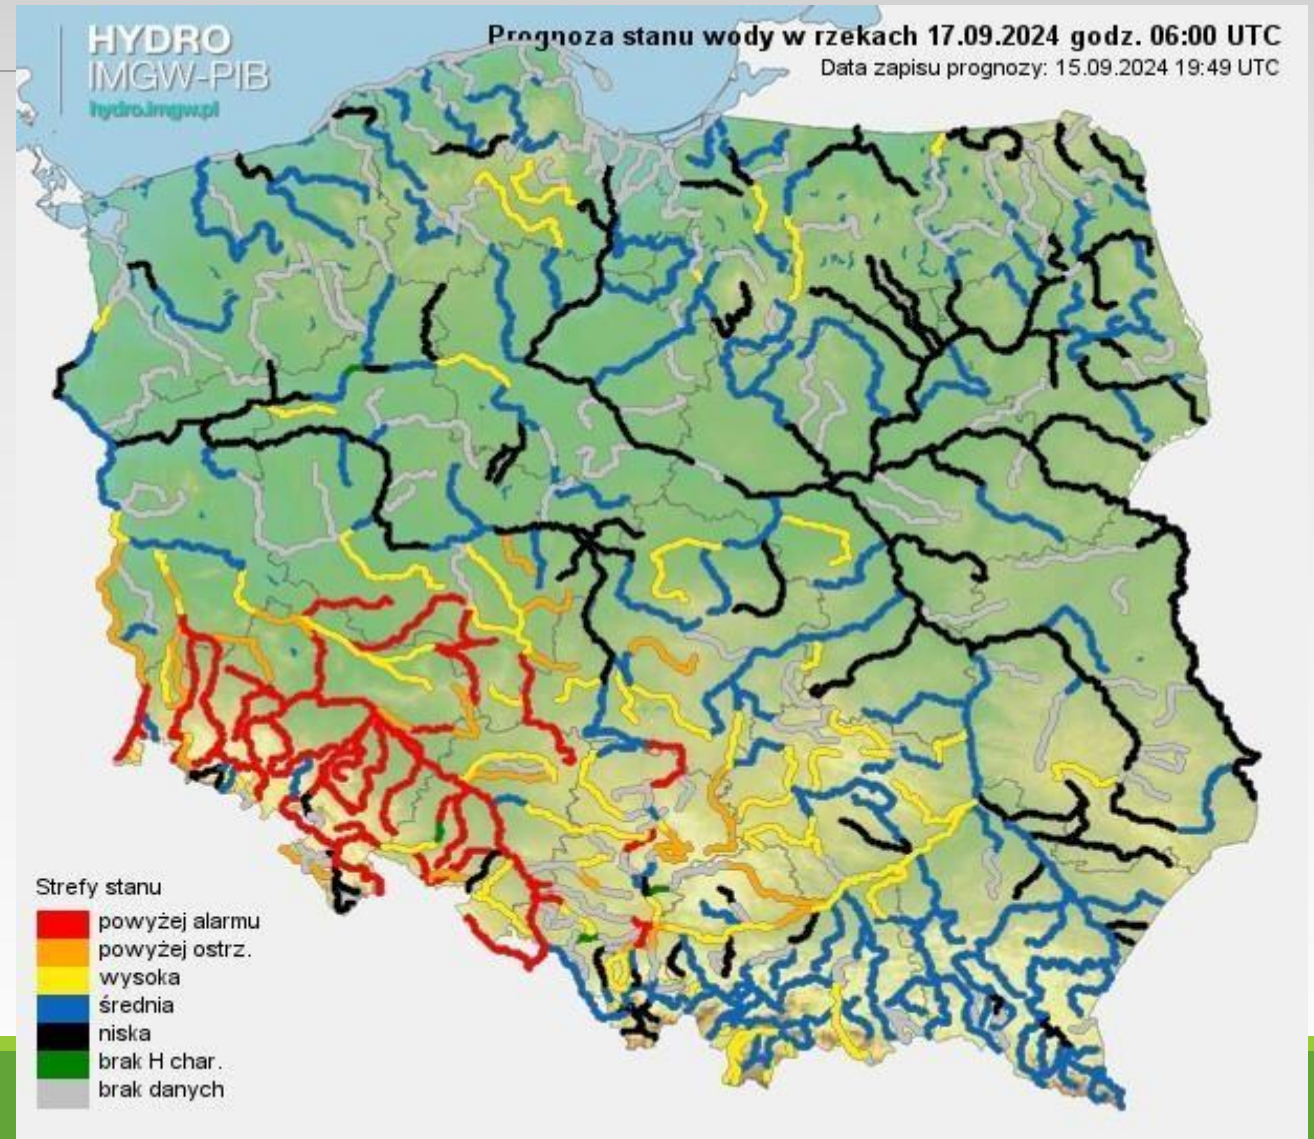 HYDRO
IMGW-PIB
hydro.imgw.pl
Prognoza stanu wody w rzekach 17.09.2024 godz. 06:00 UTC
Data zapisu prognozy: 15.09.2024 19:49 UTC
Strefy stanu
powyżej alarmu
powyżej ostrz.
wysoka
średnia
niska
brak H char.
brak danych